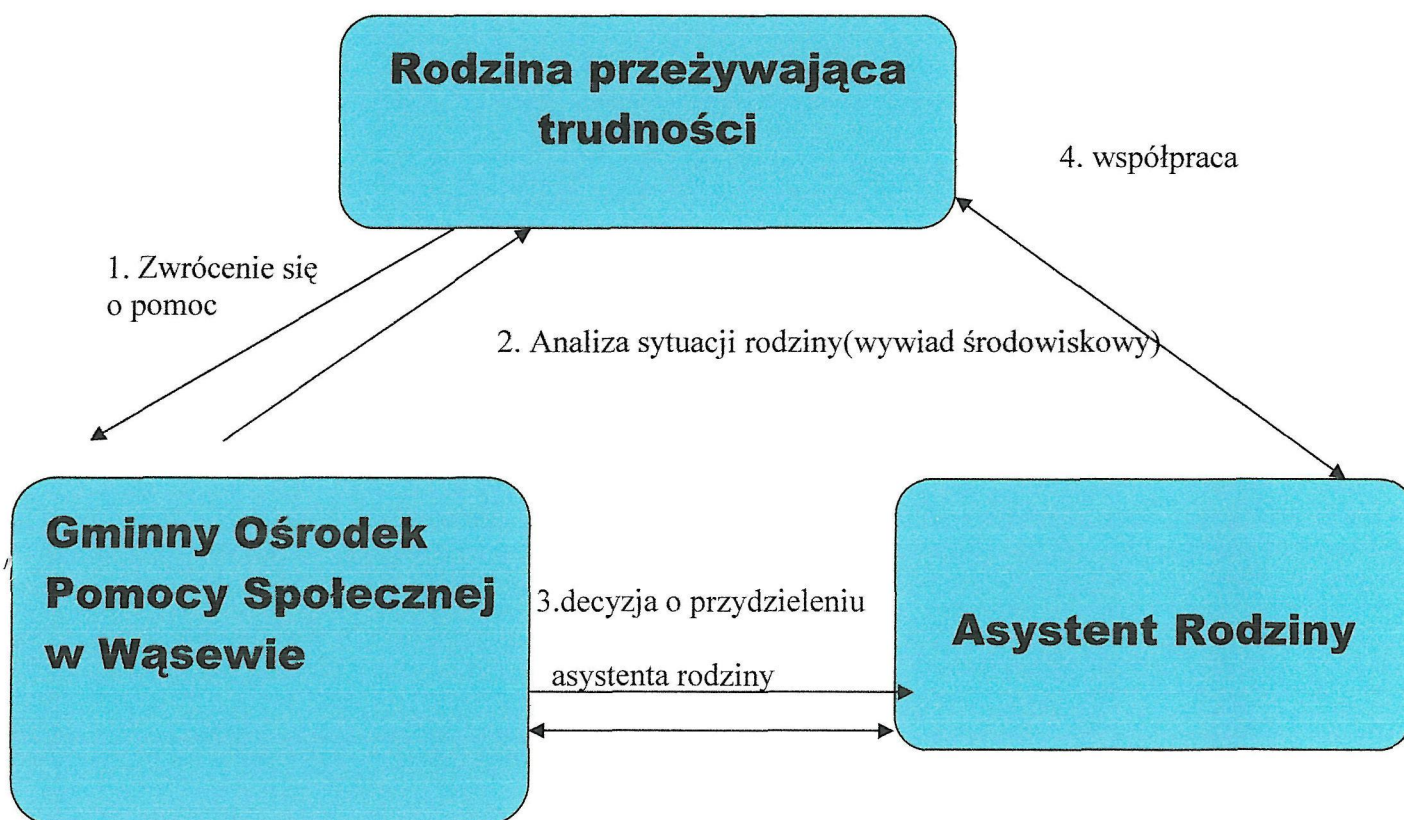 Rodzina przeżywająca
trudności
4. współpraca
1. Zwrócenie się
o pomoc
2. Analiza sytuacji rodziny(wywiad środowiskowy)
Gminny Ośrodek
Pomocy Społecznej
w Wąsewie
3.decyzja o przydzieleniu
asystenta rodziny
Asystent Rodziny